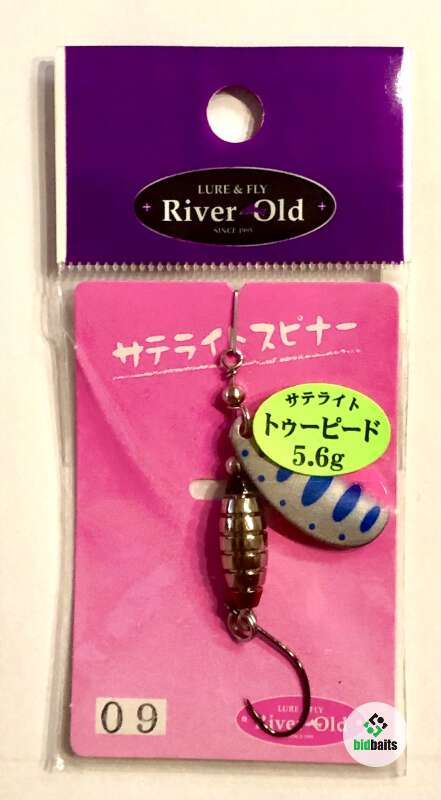 LURE & FLY
River Old
SINCE 1995
サテライトスピナー
サテライト
トゥーピード
5.6g
09
LURE & FLY
River Old
bidbaits